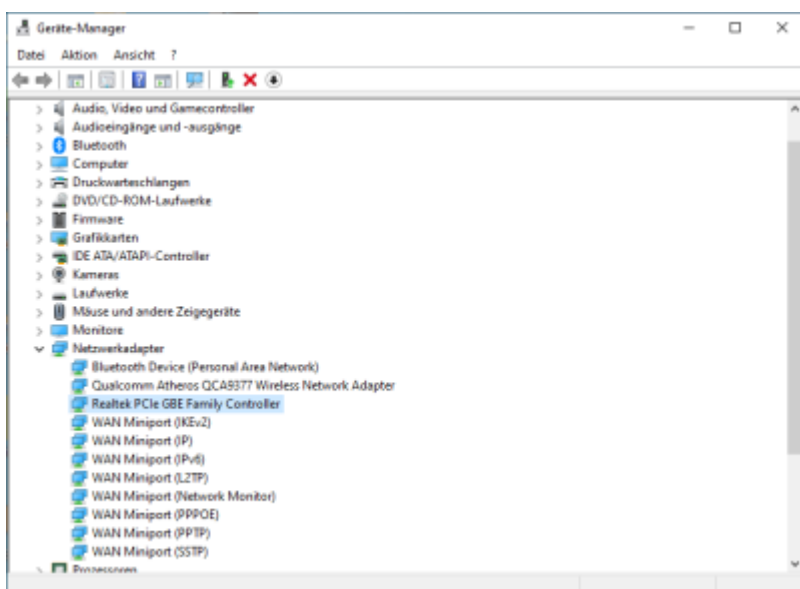 Geräte-Manager
Datei Aktion Ansicht ?
Audio, Video und Gamecontroller
Audioeingänge und -ausgänge
Bluetooth
Computer
Druckwarteschlangen
DVD/CD-ROM-Laufwerke
Firmware
Grafikkarten
IDE ATA/ATAPI-Controller
Kameras
Laufwerke
Mäuse und andere Zeigegeräte
Monitore
Netzwerkadapter
Bluetooth Device (Personal Area Network)
Qualcomm Atheros QCA9377 Wireless Network Adapter
Realtek PCIe GBE Family Controller
WAN Miniport (IKEv2)
WAN Miniport (IP)
WAN Miniport (IPv6)
WAN Miniport (L2TP)
WAN Miniport (Network Monitor)
WAN Miniport (PPPOE)
WAN Miniport (PPTP)
WAN Miniport (SSTP)
Prozessoren